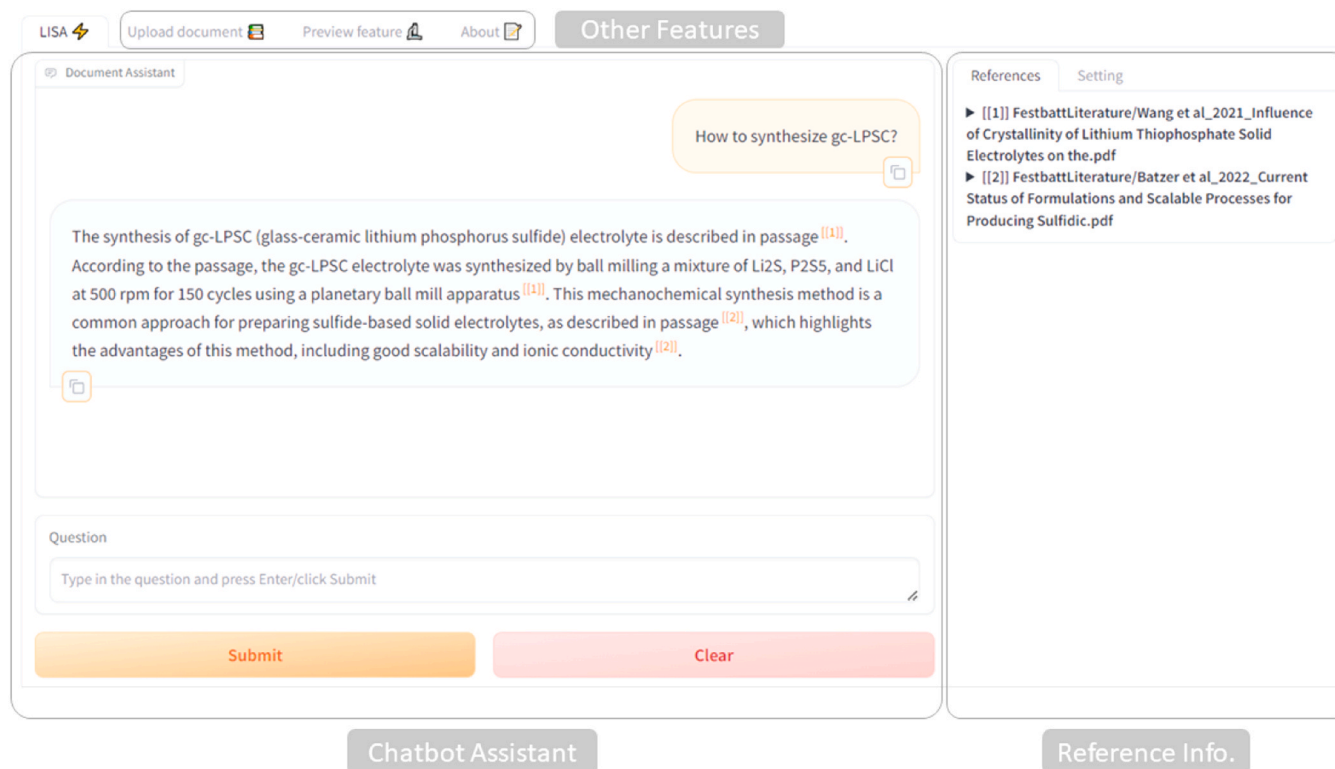 LISA Upload document Preview feature About Other Features
Document Assistant
How to synthesize gc-LPSC?
The synthesis of gc-LPSC (glass-ceramic lithium phosphorus sulfide) electrolyte is described in passage [[1]].
According to the passage, the gc-LPSC electrolyte was synthesized by ball milling a mixture of Li2S, P2S5, and LiCl
at 500 rpm for 150 cycles using a planetary ball mill apparatus [[1]]. This mechanochemical synthesis method is a
common approach for preparing sulfide-based solid electrolytes, as described in passage [[2]], which highlights
the advantages of this method, including good scalability and ionic conductivity [[2]].
Question
Type in the question and press Enter/click Submit
Submit Clear
Chatbot Assistant
References Setting
[[1]] FestbattLiterature/Wang et al_2021_Influence
of Crystallinity of Lithium Thiophosphate Solid
Electrolytes on the.pdf
[[2]] FestbattLiterature/Batzer et al_2022_Current
Status of Formulations and Scalable Processes for
Producing Sulfidic.pdf
Reference Info.